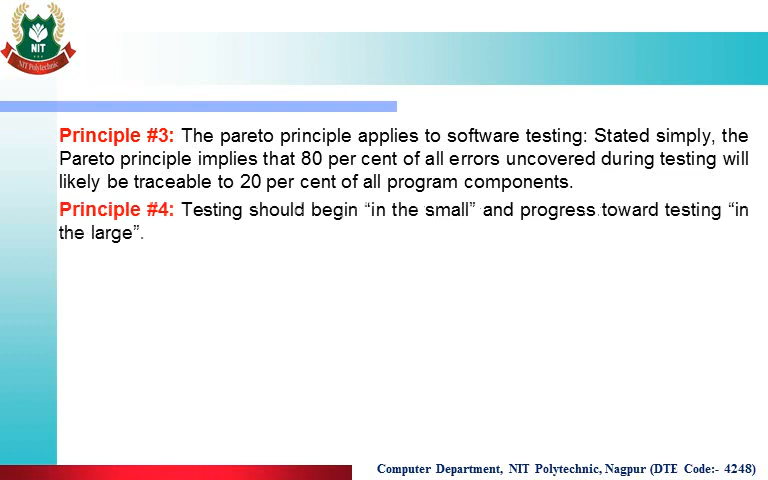 NIT
NIT Polytechnic
Principle #3: The pareto principle applies to software testing: Stated simply, the
Pareto principle implies that 80 per cent of all errors uncovered during testing will
likely be traceable to 20 per cent of all program components.
Principle #4: Testing should begin “in the small” and progress toward testing “in
the large”.
Computer Department, NIT Polytechnic, Nagpur (DTE Code:- 4248)